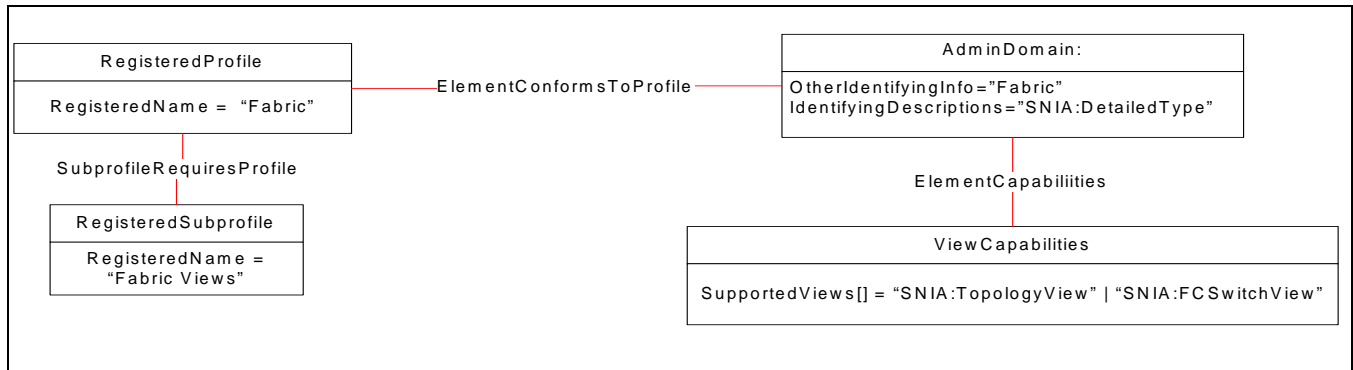 RegisteredProfile
RegisteredName = “Fabric”
ElementConformsToProfile
AdminDomain:
OtherIdentifyingInfo=”Fabric”
IdentifyingDescriptions=”SNIA:DetailedType”
SubprofileRequiresProfile
ElementCapabiliities
RegisteredSubprofile
RegisteredName =
“Fabric Views”
ViewCapabilities
SupportedViews[] = “SNIA:TopologyView” | “SNIA:FCSwitchView”